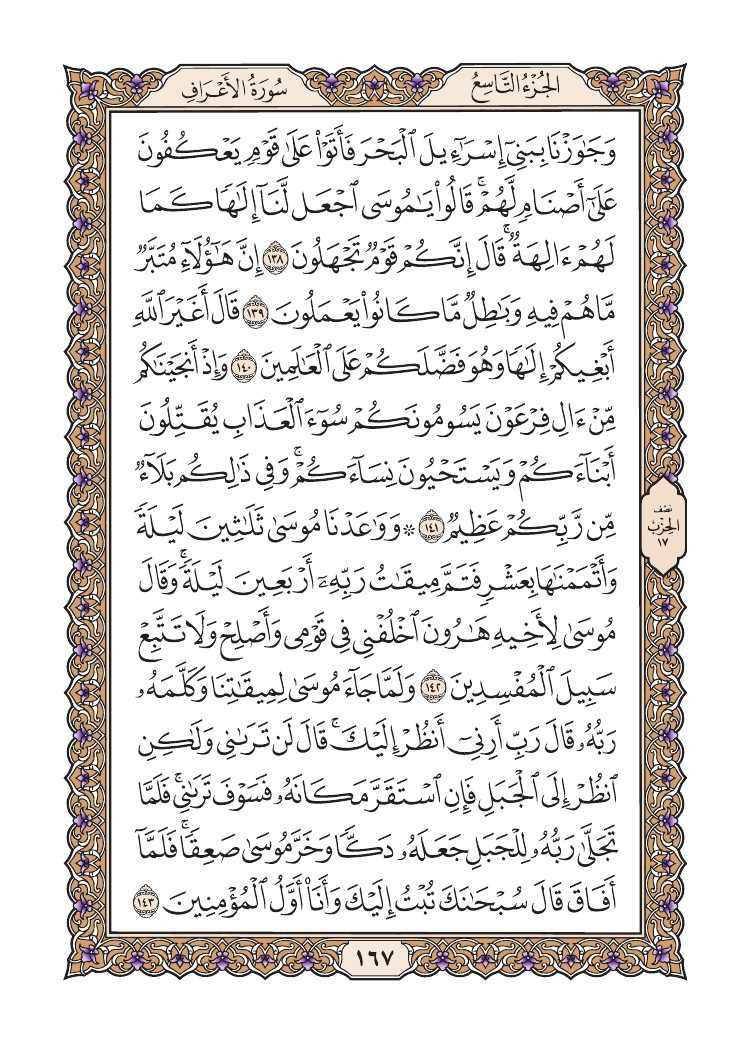 الجُزْءُ التَّاسِعُ
سُورَةُ الأَعْرَافِ
وَجَٰوَزْنَا بِبَنِيٓ إِسْرَٰٓءِيلَ ٱلْبَحْرَ فَأَتَوْا۟ عَلَىٰ قَوْمٍ يَعْكُفُونَ
عَلَىٰٓ أَصْنَامٍ لَّهُمْ ۚ قَالُوا۟ يَٰمُوسَى ٱجْعَل لَّنَآ إِلَٰهًا كَمَا
لَهُمْ ءَالِهَةٌ ۚ قَالَ إِنَّكُمْ قَوْمٌ تَجْهَلُونَ ١٣٨ إِنَّ هَٰٓؤُلَآءِ مُتَبَّرٌ
مَّا هُمْ فِيهِ وَبَٰطِلٌ مَّا كَانُوا۟ يَعْمَلُونَ ١٣٩ قَالَ أَغَيْرَ ٱللَّهِ
أَبْغِيكُمْ إِلَٰهًا وَهُوَ فَضَّلَكُمْ عَلَى ٱلْعَٰلَمِينَ ١٤٠ وَإِذْ أَنجَيْنَٰكُم
مِّنْ ءَالِ فِرْعَوْنَ يَسُومُونَكُمْ سُوٓءَ ٱلْعَذَابِ يُقَتِّلُونَ
أَبْنَآءَكُمْ وَيَسْتَحْيُونَ نِسَآءَكُمْ ۚ وَفِي ذَٰلِكُم بَلَآءٌ
مِّن رَّبِّكُمْ عَظِيمٌ ١٤١ ۞ وَوَٰعَدْنَا مُوسَىٰ ثَلَٰثِينَ لَيْلَةً
وَأَتْمَمْنَٰهَا بِعَشْرٍ فَتَمَّ مِيقَٰتُ رَبِّهِۦٓ أَرْبَعِينَ لَيْلَةً ۚ وَقَالَ
مُوسَىٰ لِأَخِيهِ هَٰرُونَ ٱخْلُفْنِي فِي قَوْمِي وَأَصْلِحْ وَلَا تَتَّبِعْ
سَبِيلَ ٱلْمُفْسِدِينَ ١٤٢ وَلَمَّا جَآءَ مُوسَىٰ لِمِيقَٰتِنَا وَكَلَّمَهُۥ
رَبُّهُۥ قَالَ رَبِّ أَرِنِيٓ أَنظُرْ إِلَيْكَ ۚ قَالَ لَن تَرَىٰنِي وَلَٰكِنِ
ٱنظُرْ إِلَى ٱلْجَبَلِ فَإِنِ ٱسْتَقَرَّ مَكَانَهُۥ فَسَوْفَ تَرَىٰنِي ۚ فَلَمَّا
تَجَلَّىٰ رَبُّهُۥ لِلْجَبَلِ جَعَلَهُۥ دَكًّا وَخَرَّ مُوسَىٰ صَعِقًا ۚ فَلَمَّآ
أَفَاقَ قَالَ سُبْحَٰنَكَ تُبْتُ إِلَيْكَ وَأَنَا۠ أَوَّلُ ٱلْمُؤْمِنِينَ ١٤٣
نصف
الحِزْب
١٧
١٦٧